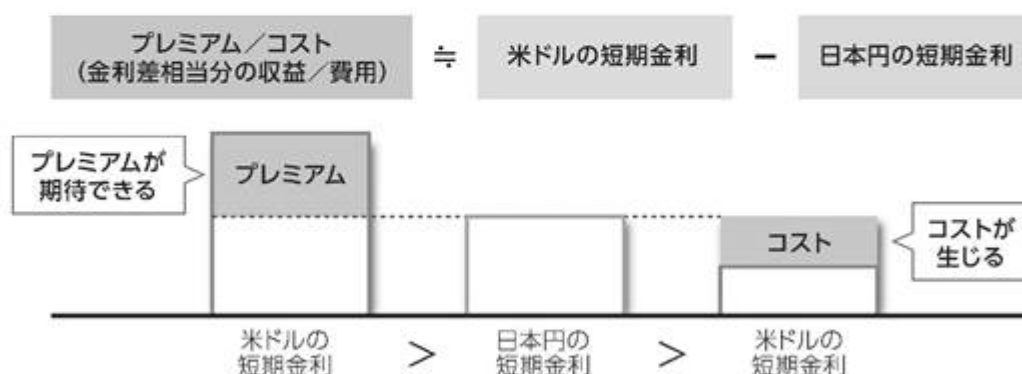 プレミアム/コスト
(金利差相当分の収益/費用)
≒
米ドルの短期金利
−
日本円の短期金利
プレミアムが
期待できる
プレミアム
コスト
コストが
生じる
米ドルの
短期金利
>
日本円の
短期金利
>
米ドルの
短期金利